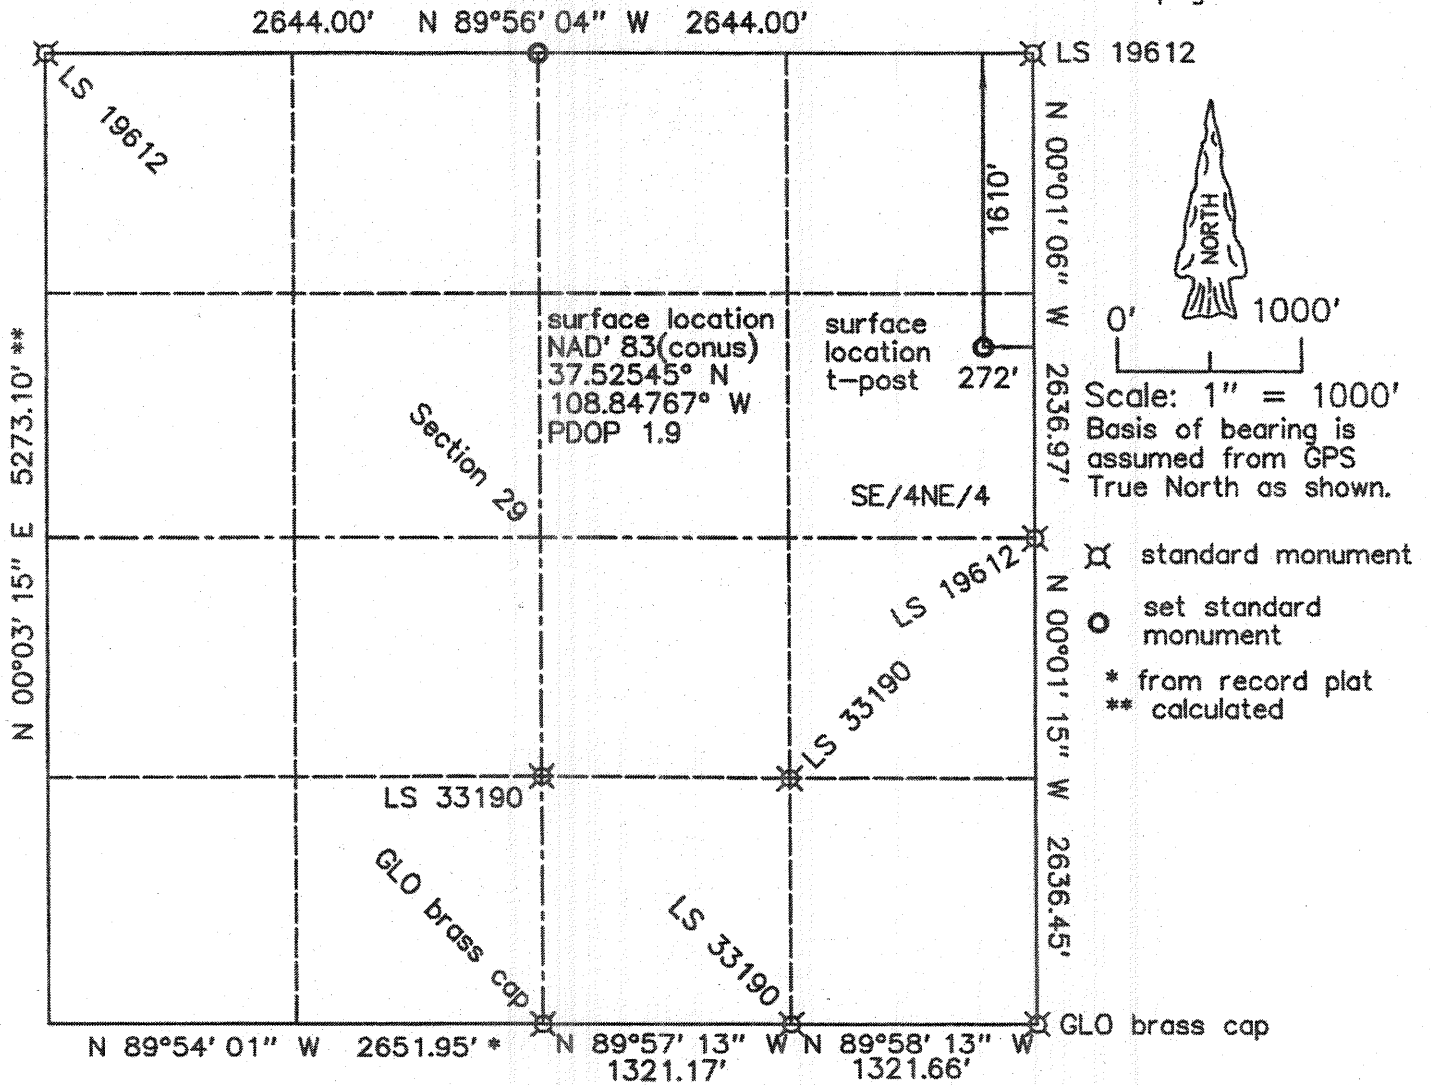 2644.00' N 89°56' 04" W 2644.00'
LS 19612
LS 19612
N 00°01' 06" W 2636.97'
1610'
NORTH
0' 1000'
Scale: 1" = 1000'
Basis of bearing is
assumed from GPS
True North as shown.
surface location
NAD' 83(conus)
37.52545° N
108.84767° W
PDOP 1.9
surface
location
t-post 272'
Section 29
SE/4NE/4
N 00°03' 15" E 5273.10' **
LS 19612
standard monument
set standard
monument
* from record plat
** calculated
N 00°01' 15" W 2636.45'
LS 33190
LS 33190
GLO brass cap
LS 33190
GLO brass cap
N 89°54' 01" W 2651.95' *
N 89°57' 13" W
1321.17'
N 89°58' 13" W
1321.66'